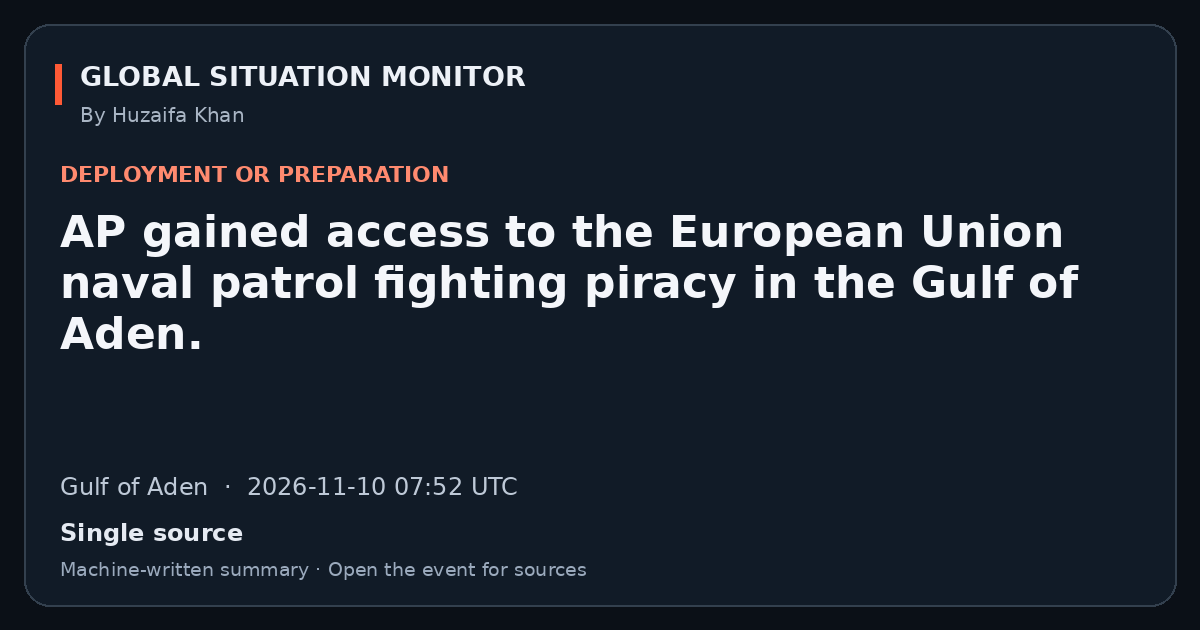 GLOBAL SITUATION MONITOR
By Huzaifa Khan
DEPLOYMENT OR PREPARATION
AP gained access to the European Union
naval patrol fighting piracy in the Gulf of
Aden.
Gulf of Aden · 2026-11-10 07:52 UTC
Single source
Machine-written summary · Open the event for sources